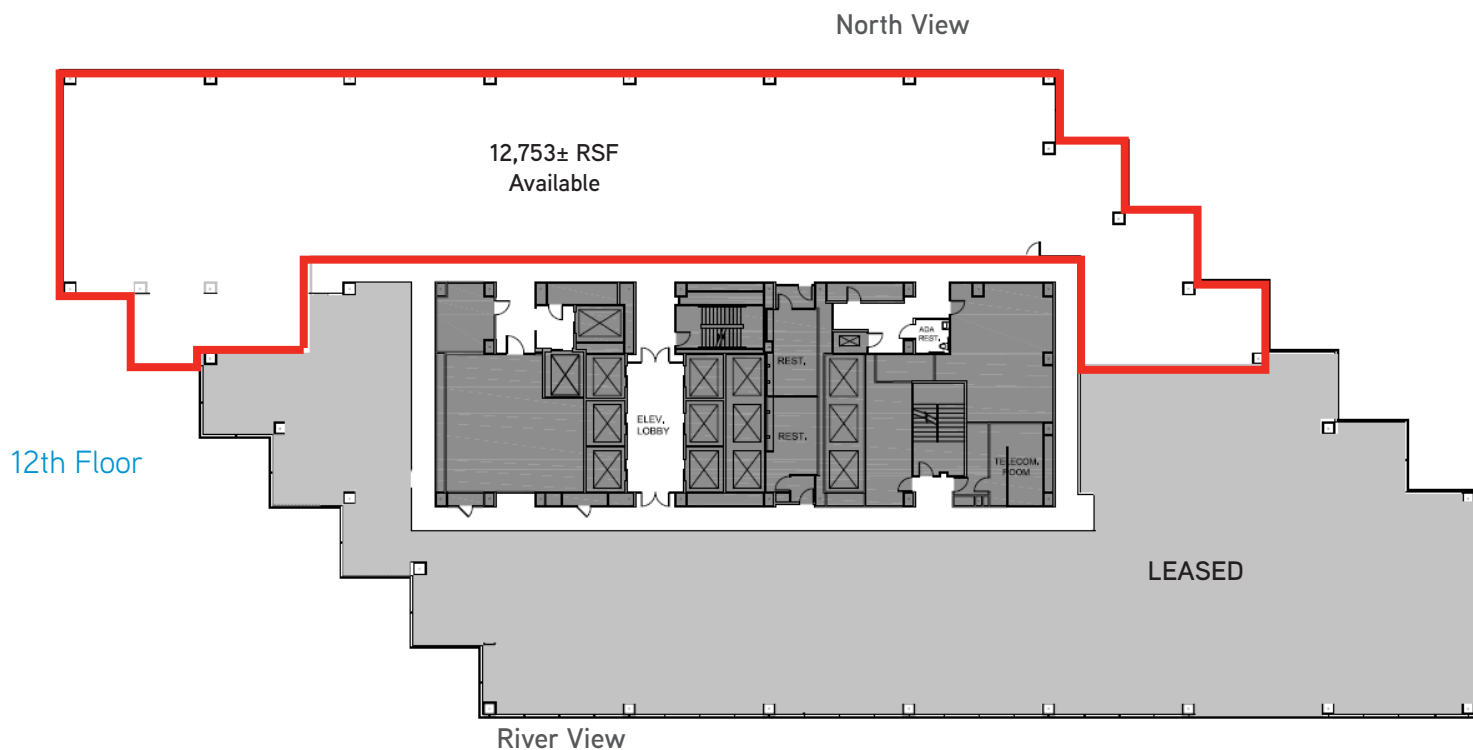 North View
12,753± RSF
Available
ADA
REST.
REST.
ELEV.
LOBBY
REST.
12th Floor
TELECOM.
ROOM
LEASED
River View